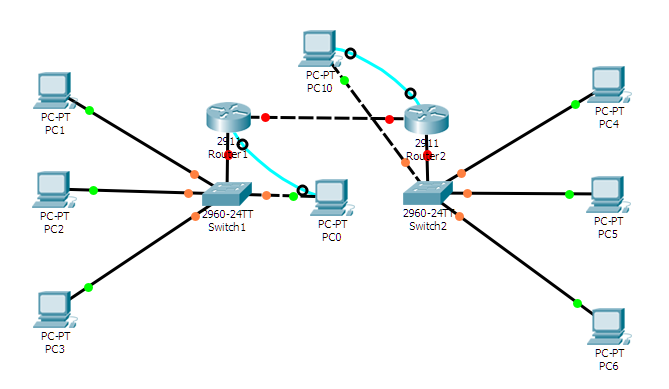 PC-PT
PC10
PC-PT
PC1
PC-PT
PC4
2911
Router1
2911
Router2
PC-PT
PC2
2960-24TT
Switch1
PC-PT
PC0
2960-24TT
Switch2
PC-PT
PC5
PC-PT
PC3
PC-PT
PC6